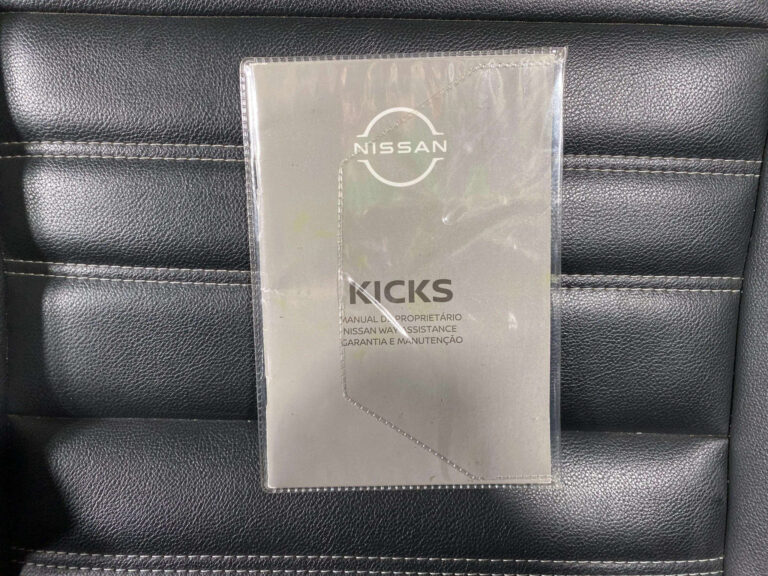 NISSAN
KICKS
MANUAL DO PROPRIETÁRIO
NISSAN WAY ASSISTANCE
GARANTIA E MANUTENÇÃO